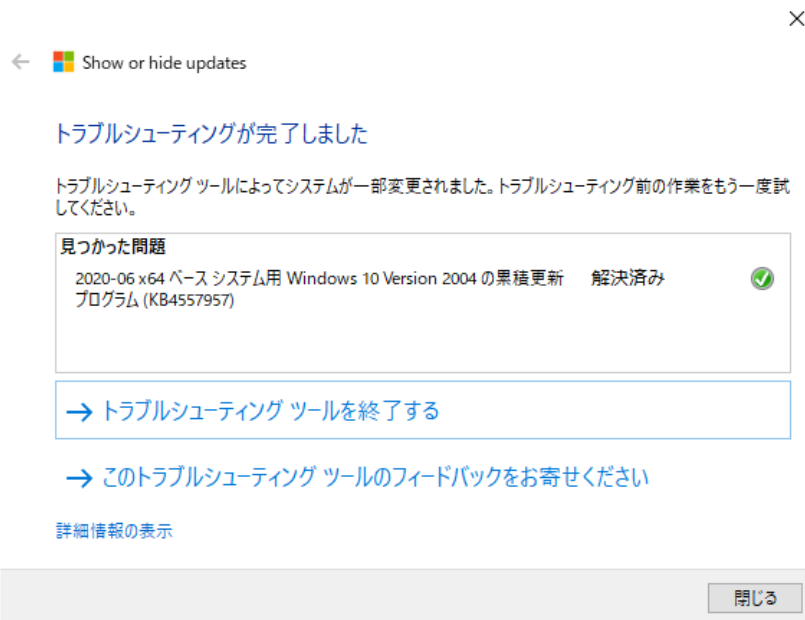 Show or hide updates
トラブルシューティングが完了しました
トラブルシューティング ツールによってシステムが一部変更されました。トラブルシューティング前の作業をもう一度試
してください。
見つかった問題
2020-06 x64 ベース システム用 Windows 10 Version 2004 の累積更新 解決済み
プログラム (KB4557957)
→ トラブルシューティング ツールを終了する
→ このトラブルシューティング ツールのフィードバックをお寄せください
詳細情報の表示
閉じる